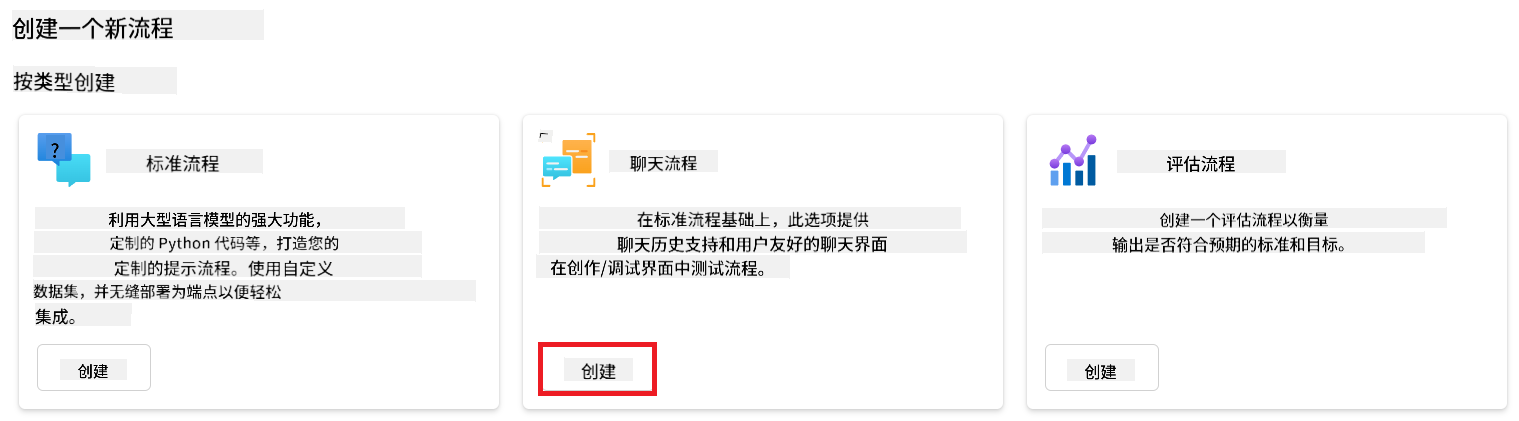 创建一个新流程
按类型创建
标准流程
利用大型语言模型的强大功能，
定制的 Python 代码等，打造您的
定制的提示流程。使用自定义
数据集，并无缝部署为端点以便轻松
集成。
创建
聊天流程
在标准流程基础上，此选项提供
聊天历史支持和用户友好的聊天界面
在创作/调试界面中测试流程。
创建
评估流程
创建一个评估流程以衡量
输出是否符合预期的标准和目标。
创建